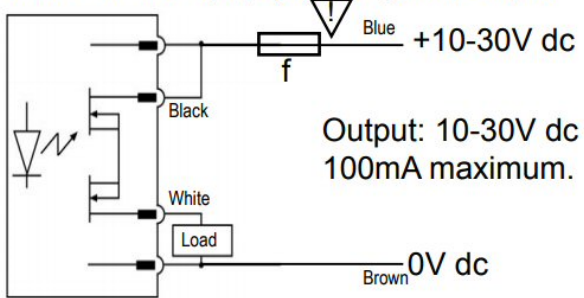 !
Blue
+10-30V dc
f
Black
Output: 10-30V dc
100mA maximum.
White
Load
Brown
0V dc